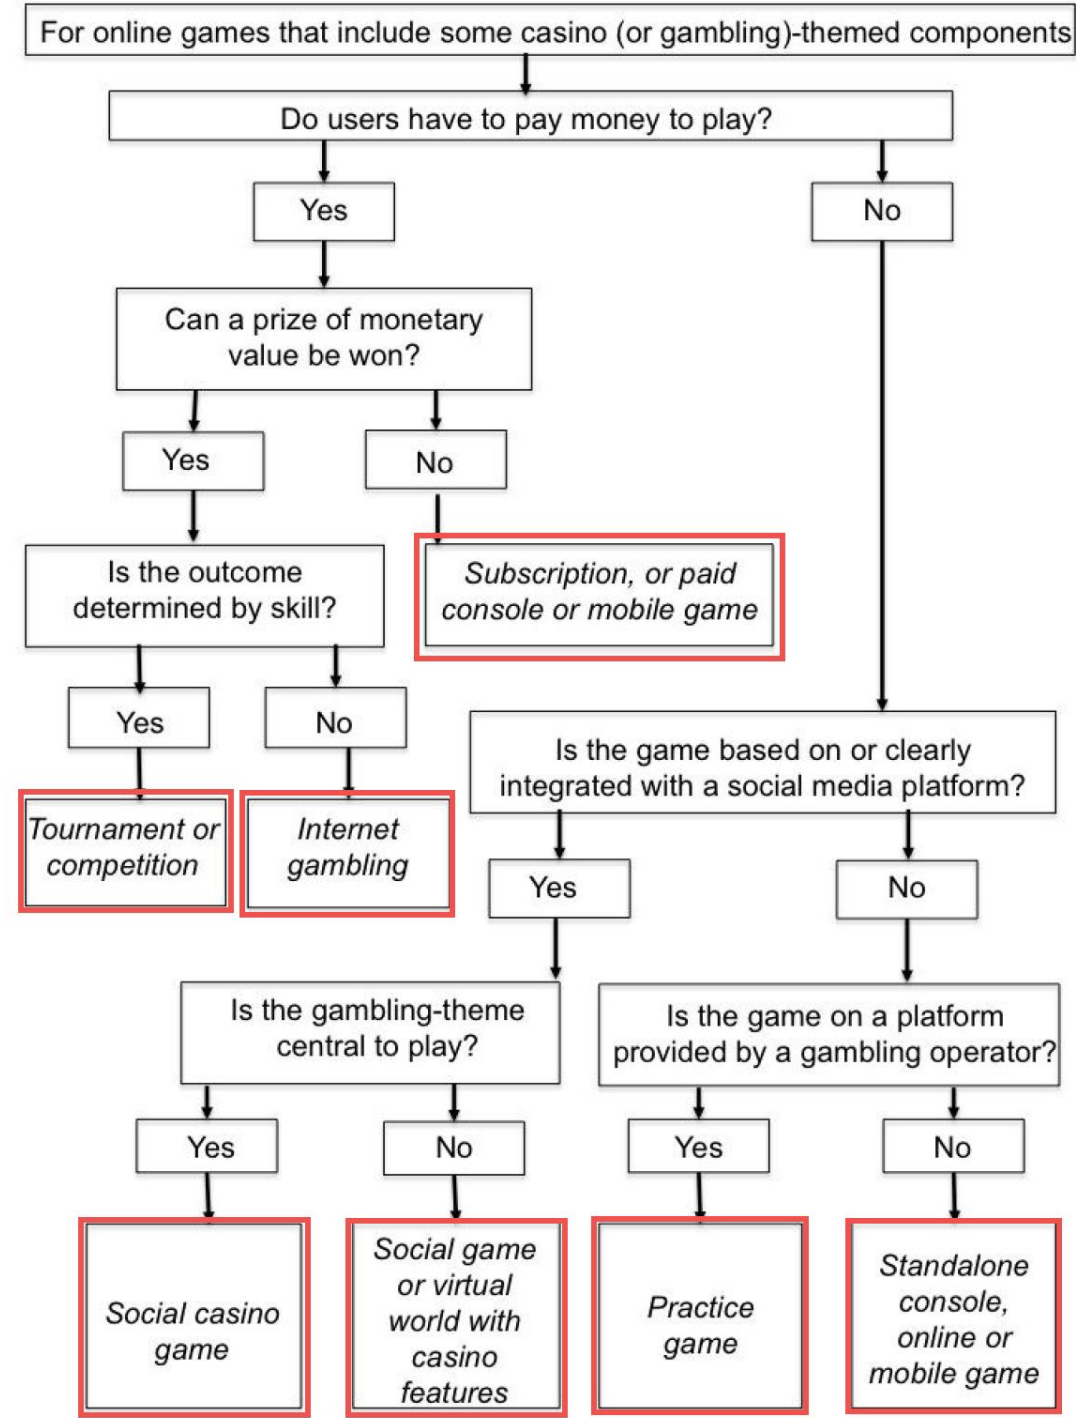 For online games that include some casino (or gambling)-themed components
Do users have to pay money to play?
Yes
No
Can a prize of monetary
value be won?
Yes
No
Is the outcome
determined by skill?
Subscription, or paid
console or mobile game
Yes
No
Is the game based on or clearly
integrated with a social media platform?
Tournament or
competition
Internet
gambling
Yes
No
Is the gambling-theme
central to play?
Is the game on a platform
provided by a gambling operator?
Yes
No
Yes
No
Social casino
game
Social game
or virtual
world with
casino
features
Practice
game
Standalone
console,
online or
mobile game